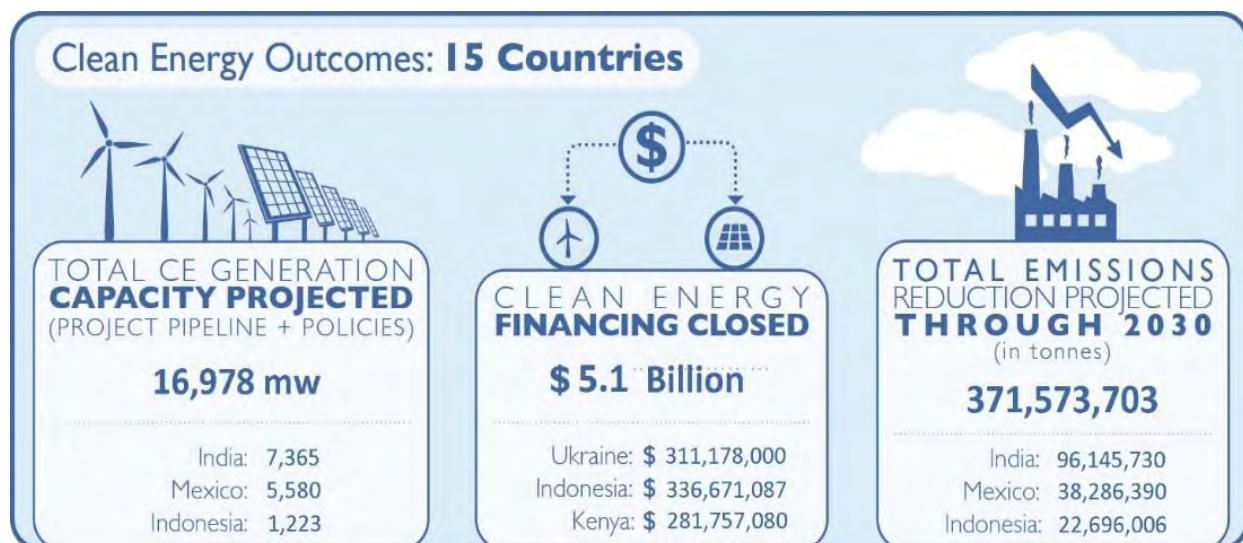 Clean Energy Outcomes: 15 Countries
TOTAL CE GENERATION
CAPACITY PROJECTED
(PROJECT PIPELINE + POLICIES)
16,978 mw
India: 7,365
Mexico: 5,580
Indonesia: 1,223
$
CLEAN ENERGY
FINANCING CLOSED
$ 5.1 Billion
Ukraine: $ 311,178,000
Indonesia: $ 336,671,087
Kenya: $ 281,757,080
TOTAL EMISSIONS
REDUCTION PROJECTED
THROUGH 2030
(in tonnes)
371,573,703
India: 96,145,730
Mexico: 38,286,390
Indonesia: 22,696,006